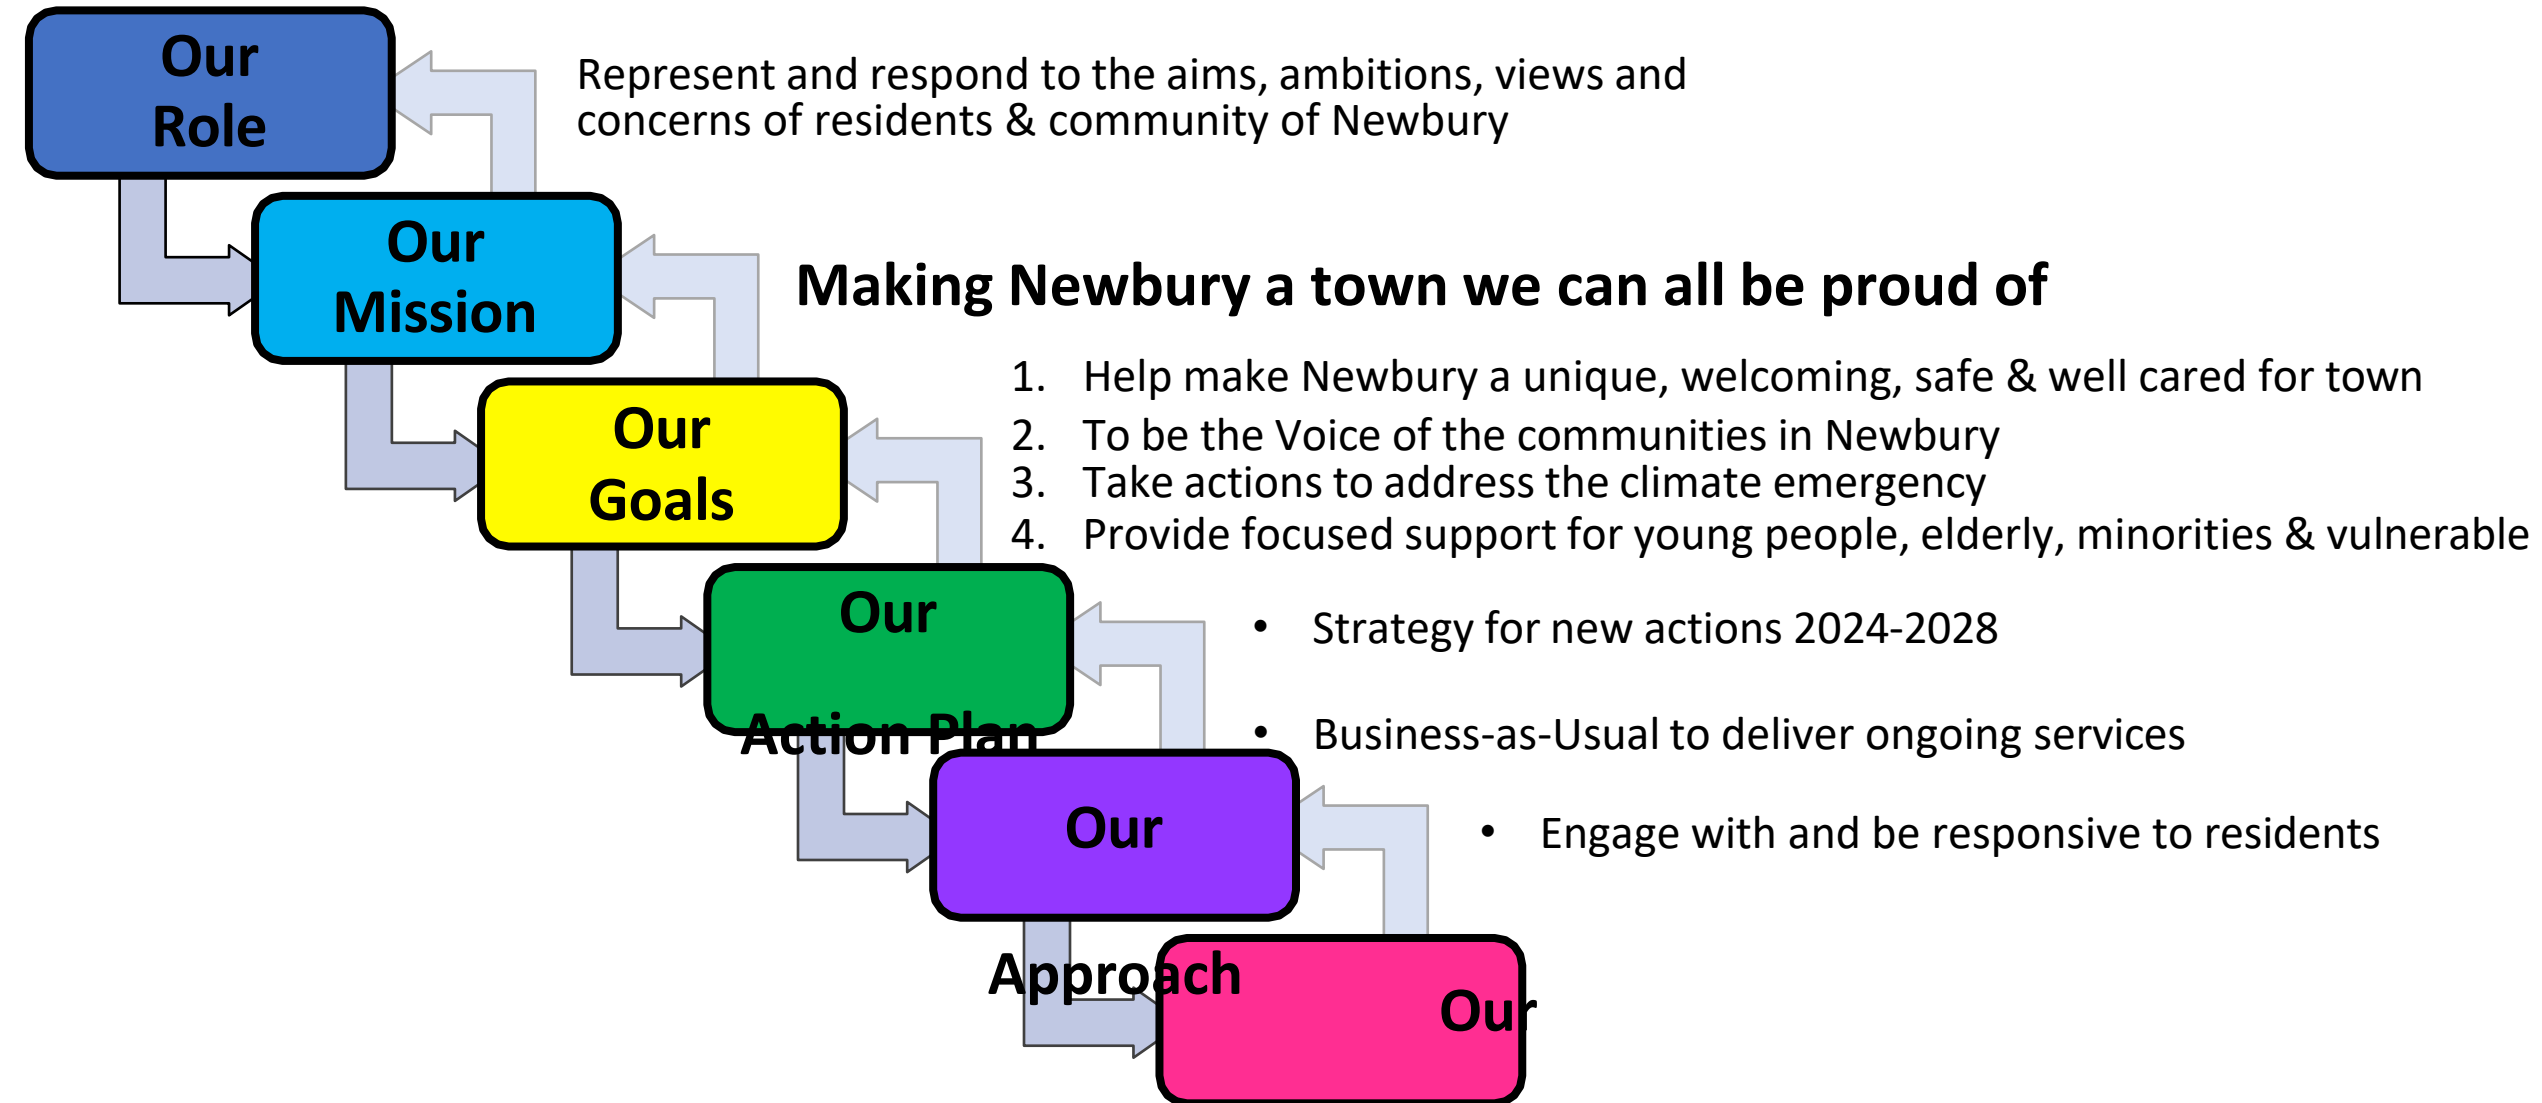 Our
Role
Represent and respond to the aims, ambitions, views and
concerns of residents & community of Newbury
Our
Mission
Making Newbury a town we can all be proud of
Our
Goals
1. Help make Newbury a unique, welcoming, safe & well cared for town
2. To be the Voice of the communities in Newbury
3. Take actions to address the climate emergency
4. Provide focused support for young people, elderly, minorities & vulnerable
Our
Action Plan
• Strategy for new actions 2024-2028
• Business-as-Usual to deliver ongoing services
Our
Approach
• Engage with and be responsive to residents
Our